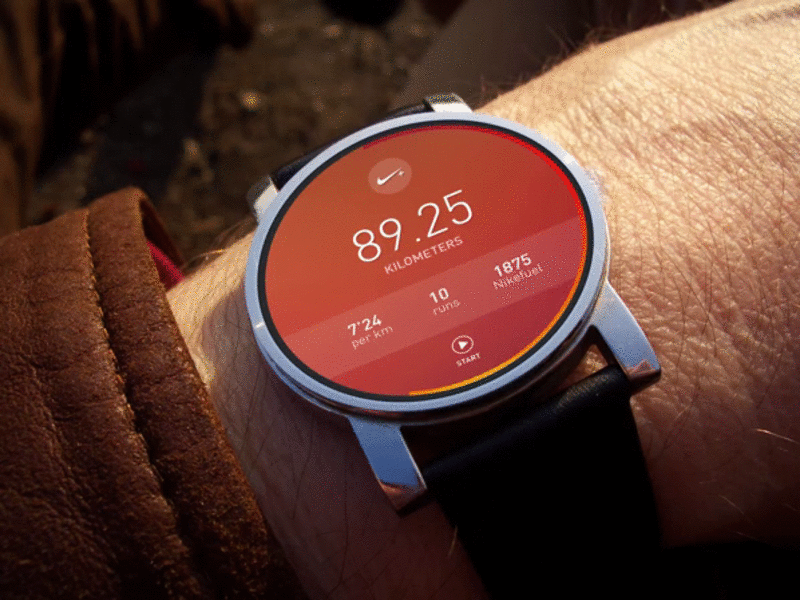 89.25
KILOMETERS
7'24
per km
10
runs
1875
Nikefuel
START